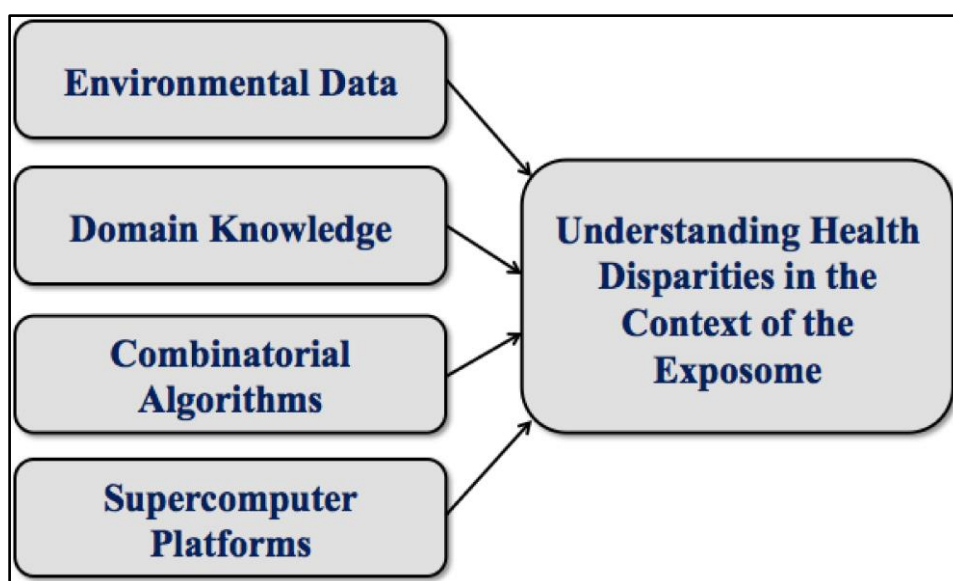 Environmental Data
Domain Knowledge
Combinatorial
Algorithms
Supercomputer
Platforms
Understanding Health
Disparities in the
Context of the
Exposome